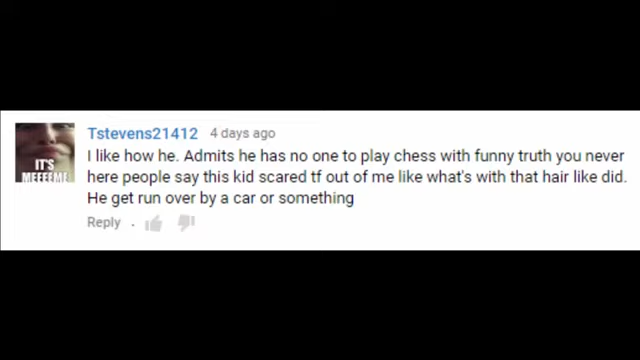 IT'S
MEEEEME
Tstevens21412 4 days ago
I like how he. Admits he has no one to play chess with funny truth you never
here people say this kid scared tf out of me like what's with that hair like did.
He get run over by a car or something
Reply .